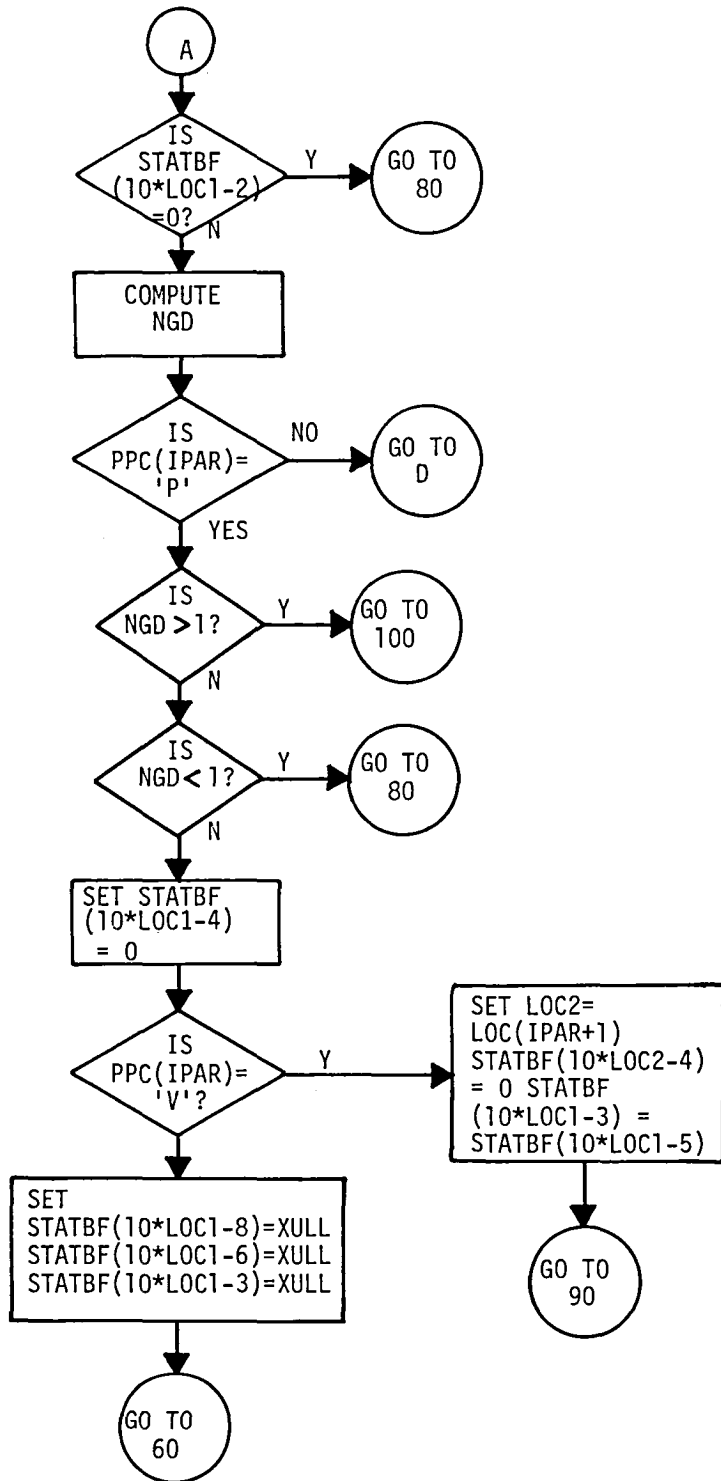 A
IS
STATBF
(10*LOC1-2)
=0?
Y
GO TO
80
N
COMPUTE
NGD
IS
PPC(IPAR)=
'P'
NO
GO TO
D
YES
IS
NGD >1?
Y
GO TO
100
N
IS
NGD< 1?
Y
GO TO
80
N
SET STATBF
(10*LOC1-4)
= 0
IS
PPC(IPAR)=
'V'?
Y
SET LOC2=
LOC(IPAR+1)
STATBF(10*LOC2-4)
= 0 STATBF
(10*LOC1-3) =
STATBF(10*LOC1-5)
GO TO
90
SET
STATBF(10*LOC1-8)=XULL
STATBF(10*LOC1-6)=XULL
STATBF(10*LOC1-3)=XULL
GO TO
60